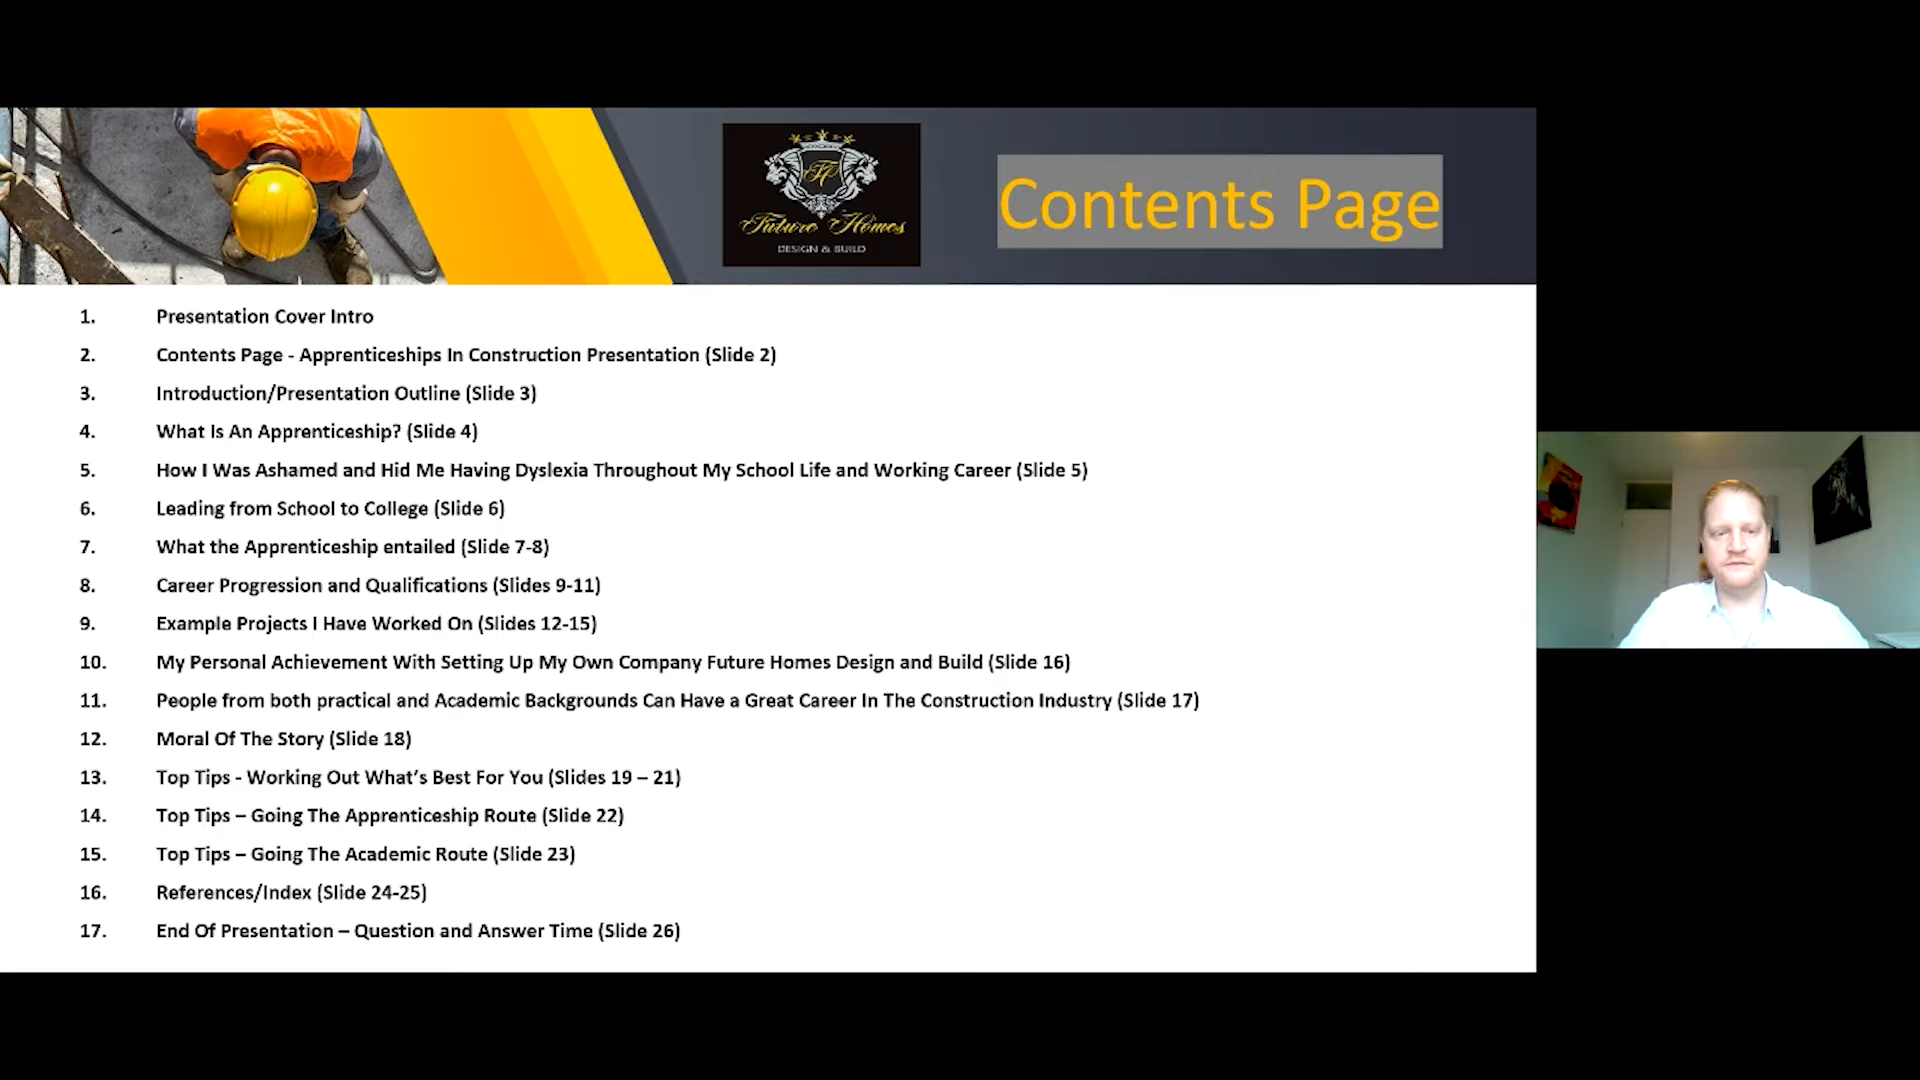 FH
Future Homes
DESIGN & BUILD
Contents Page
1. Presentation Cover Intro
2. Contents Page - Apprenticeships In Construction Presentation (Slide 2)
3. Introduction/Presentation Outline (Slide 3)
4. What Is An Apprenticeship? (Slide 4)
5. How I Was Ashamed and Hid Me Having Dyslexia Throughout My School Life and Working Career (Slide 5)
6. Leading from School to College (Slide 6)
7. What the Apprenticeship entailed (Slide 7-8)
8. Career Progression and Qualifications (Slides 9-11)
9. Example Projects I Have Worked On (Slides 12-15)
10. My Personal Achievement With Setting Up My Own Company Future Homes Design and Build (Slide 16)
11. People from both practical and Academic Backgrounds Can Have a Great Career In The Construction Industry (Slide 17)
12. Moral Of The Story (Slide 18)
13. Top Tips - Working Out What's Best For You (Slides 19 – 21)
14. Top Tips – Going The Apprenticeship Route (Slide 22)
15. Top Tips – Going The Academic Route (Slide 23)
16. References/Index (Slide 24-25)
17. End Of Presentation – Question and Answer Time (Slide 26)